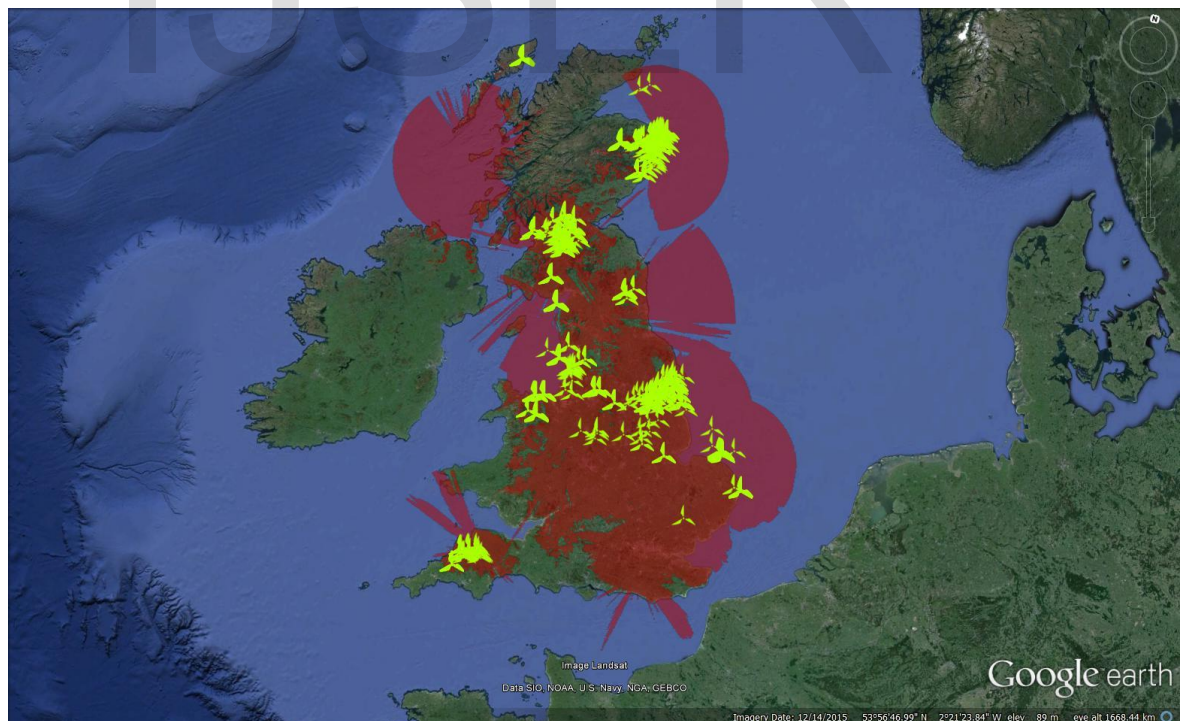 IJSER
N
Image Landsat
Data SIO, NOAA, U.S. Navy, NGA, GEBCO
Google earth
Imagery Date: 12/14/2015 53°56'46.99" N 2°21'23.84" W elev 89 m eye alt 1668.44 km